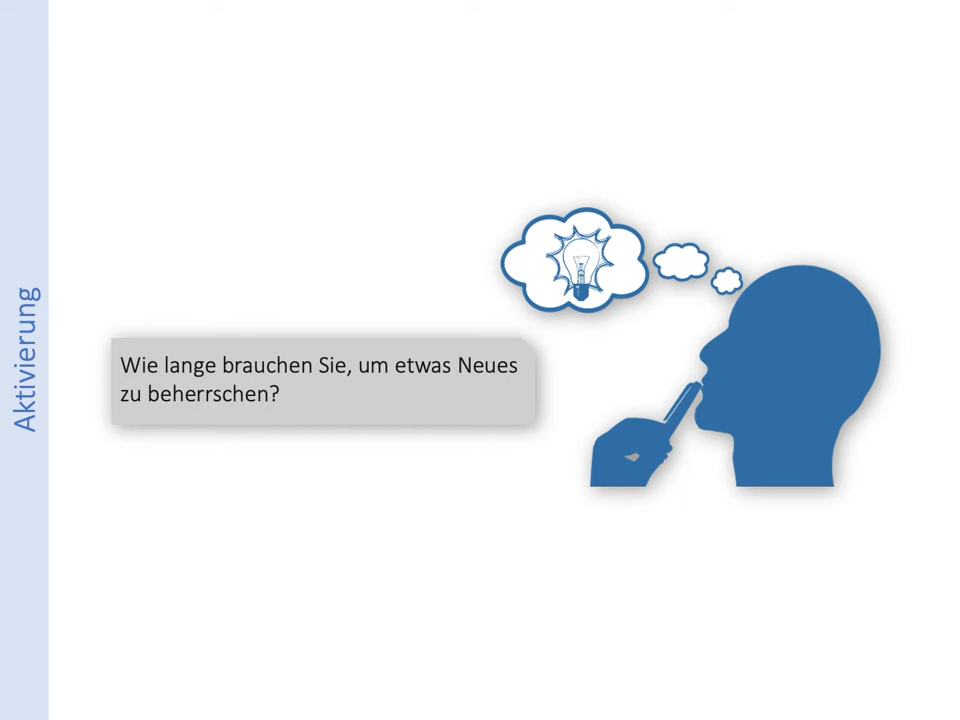 Aktivierung
Wie lange brauchen Sie, um etwas Neues
zu beherrschen?